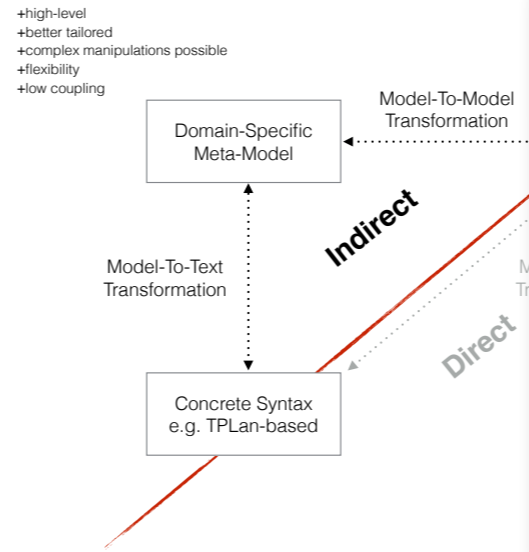 +high-level
+better tailored
+complex manipulations possible
+flexibility
+low coupling
Model-To-Model
Transformation
Domain-Specific
Meta-Model
Indirect
Model-To-Text
Transformation
Direct
Concrete Syntax
e.g. TPLan-based